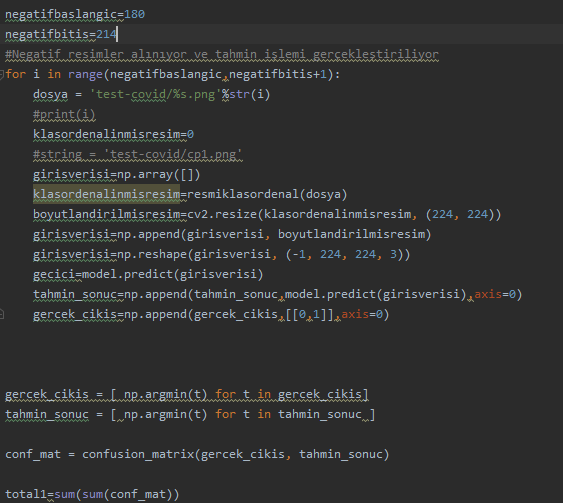 negatifbaslangic=180
negatifbitis=214
#Negatif resimler alınıyor ve tahmin islemi gerçekleştiriliyor
for i in range(negatifbaslangic,negatifbitis+1):
    dosya = 'test-covid/%s.png'%str(i)
    #print(i)
    klasordenalinmisresim=0
    #string = 'test-covid/cp1.png'
    girisverisi=np.array([])
    klasordenalinmisresim=resmiklasordenal(dosya)
    boyutlandirilmisresim=cv2.resize(klasordenalinmisresim, (224, 224))
    girisverisi=np.append(girisverisi, boyutlandirilmisresim)
    girisverisi=np.reshape(girisverisi, (-1, 224, 224, 3))
    gecici=model.predict(girisverisi)
    tahmin_sonuc=np.append(tahmin_sonuc,model.predict(girisverisi),axis=0)
    gercek_cikis=np.append(gercek_cikis,[[0,1]],axis=0)
gercek_cikis = [ np.argmin(t) for t in gercek_cikis]
tahmin_sonuc = [ np.argmin(t) for t in tahmin_sonuc ]
conf_mat = confusion_matrix(gercek_cikis, tahmin_sonuc)
total1=sum(sum(conf_mat))